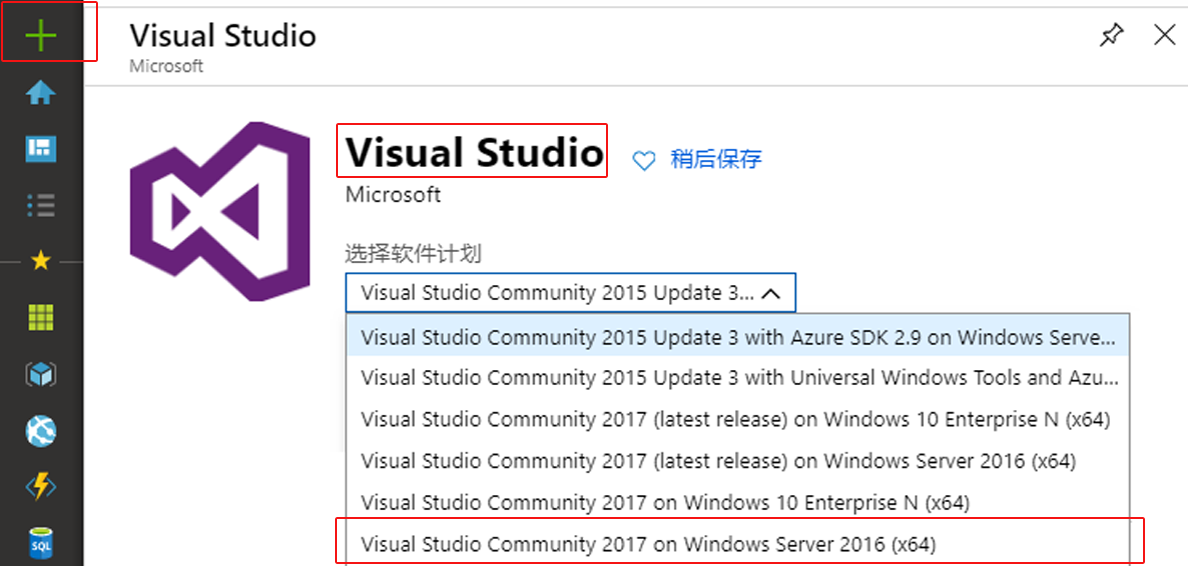 Visual Studio
Microsoft
Visual Studio
稍后保存
Microsoft
选择软件计划
Visual Studio Community 2015 Update 3...
Visual Studio Community 2015 Update 3 with Azure SDK 2.9 on Windows Serve...
Visual Studio Community 2015 Update 3 with Universal Windows Tools and Azu...
Visual Studio Community 2017 (latest release) on Windows 10 Enterprise N (x64)
Visual Studio Community 2017 (latest release) on Windows Server 2016 (x64)
Visual Studio Community 2017 on Windows 10 Enterprise N (x64)
Visual Studio Community 2017 on Windows Server 2016 (x64)
SQL